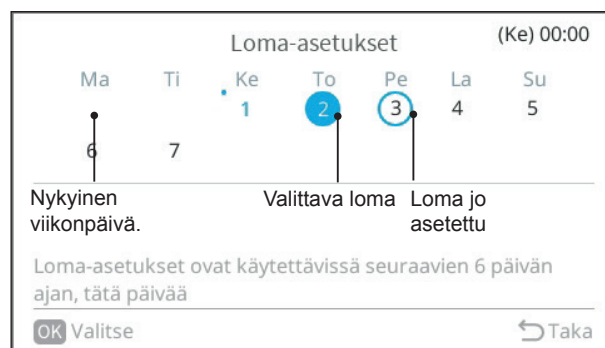 Loma-asetukset (Ke) 00:00
Ma Ti Ke To Pe La Su
1 2 3 4 5
6 7
Nykyinen viikonpäivä.
Valittava loma
Loma jo asetettu
Loma-asetukset ovat käytettävissä seuraavien 6 päivän
ajan, tätä päivää
OK Valitse Taka